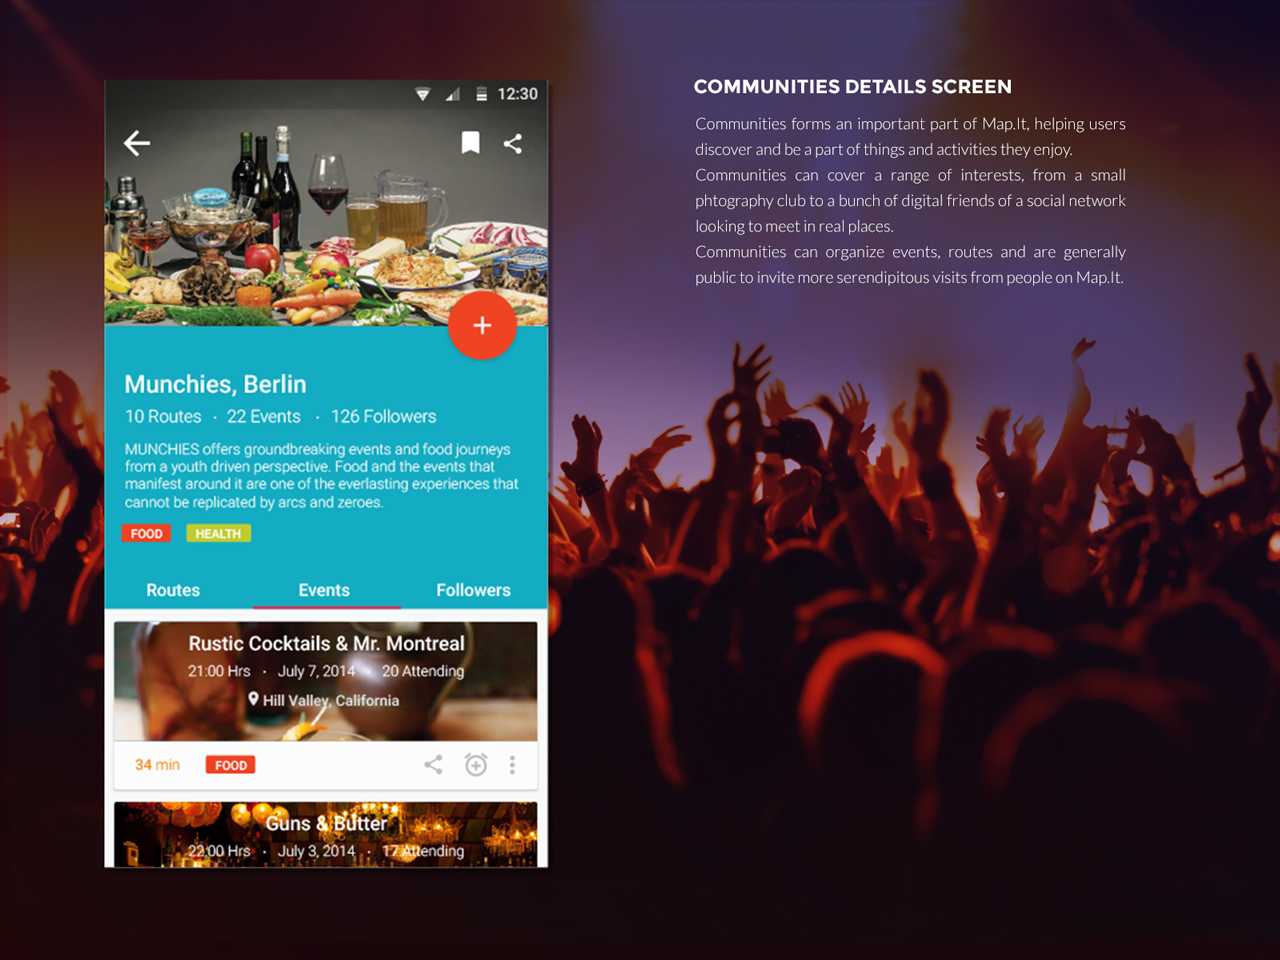 12:30
Munchies, Berlin
10 Routes · 22 Events · 126 Followers
MUNCHIES offers groundbreaking events and food journeys
from a youth driven perspective. Food and the events that
manifest around it are one of the everlasting experiences that
cannot be replicated by arcs and zeroes.
FOOD HEALTH
Routes Events Followers
Rustic Cocktails & Mr. Montreal
21:00 Hrs · July 7, 2014 · 20 Attending
Hill Valley, California
34 min FOOD
Guns & Butter
22:00 Hrs · July 3, 2014 · 17 Attending
COMMUNITIES DETAILS SCREEN
Communities forms an important part of Map.It, helping users
discover and be a part of things and activities they enjoy.
Communities can cover a range of interests, from a small
phtography club to a bunch of digital friends of a social network
looking to meet in real places.
Communities can organize events, routes and are generally
public to invite more serendipitous visits from people on Map.It.